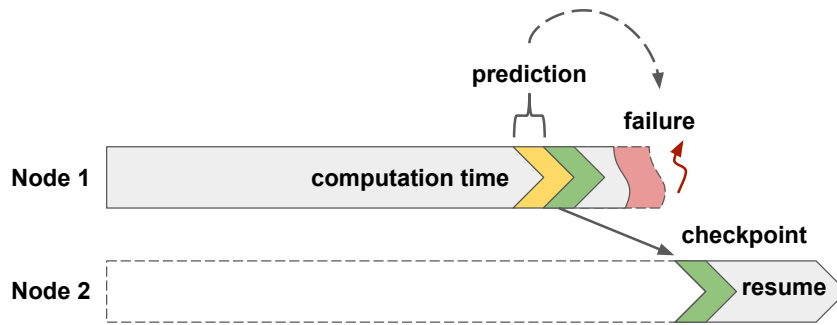 prediction
failure
Node 1
computation time
checkpoint
Node 2
resume